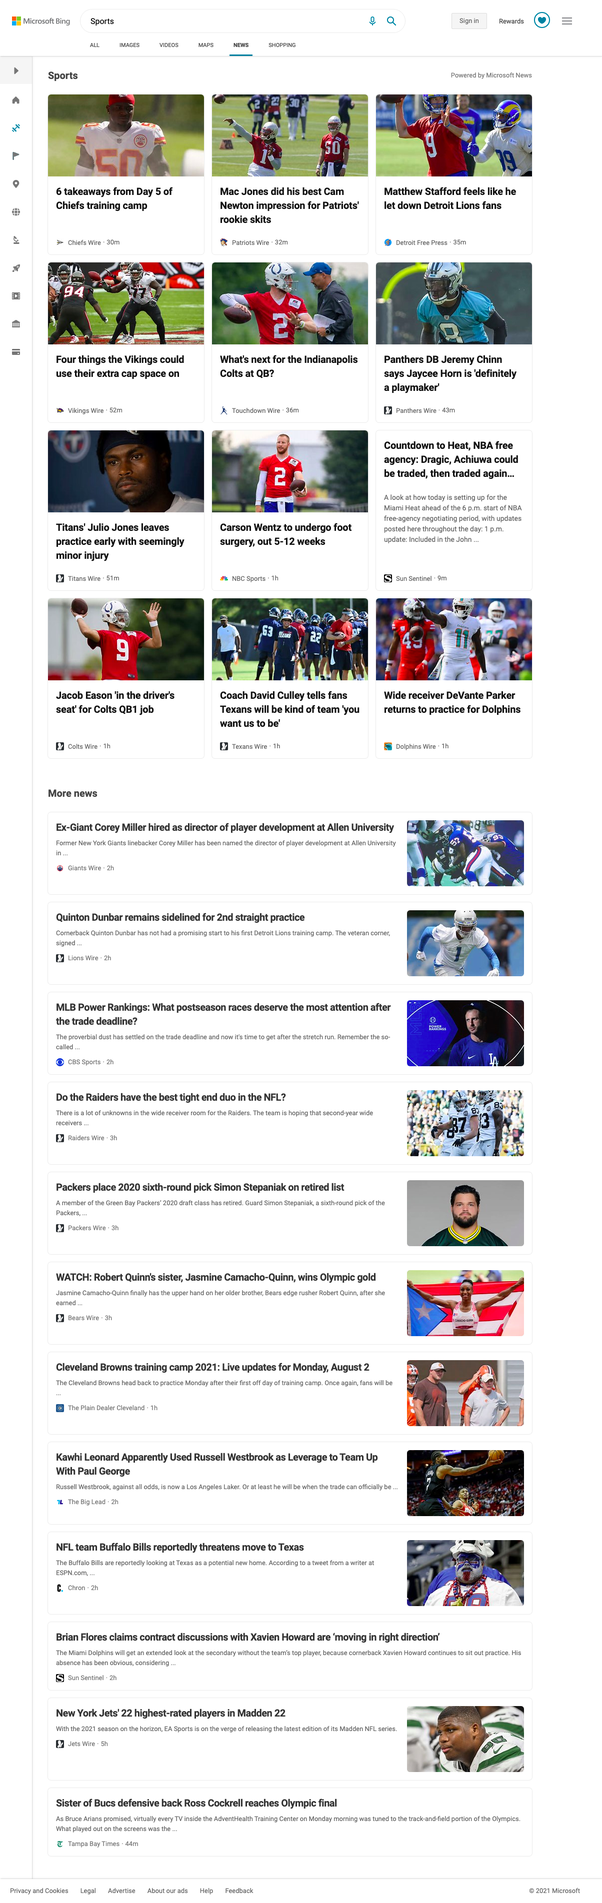 Microsoft Bing
Sports
Sign in
Rewards
ALL
IMAGES
VIDEOS
MAPS
NEWS
SHOPPING
Sports
Powered by Microsoft News
6 takeaways from Day 5 of
Chiefs training camp
Chiefs Wire · 30m
Mac Jones did his best Cam
Newton impression for Patriots'
rookie skits
Patriots Wire · 32m
Matthew Stafford feels like he
let down Detroit Lions fans
Detroit Free Press · 35m
Four things the Vikings could
use their extra cap space on
Vikings Wire · 52m
What's next for the Indianapolis
Colts at QB?
Touchdown Wire · 36m
Panthers DB Jeremy Chinn
says Jaycee Horn is 'definitely
a playmaker'
Panthers Wire · 43m
Titans' Julio Jones leaves
practice early with seemingly
minor injury
Titans Wire · 51m
Carson Wentz to undergo foot
surgery, out 5-12 weeks
NBC Sports · 1h
Countdown to Heat, NBA free
agency: Dragic, Achiuwa could
be traded, then traded again...
A look at how today is setting up for the
Miami Heat ahead of the 6 p.m. start of NBA
free-agency negotiating period, with updates
posted here throughout the day: 1 p.m.
update: Included in the John ...
Sun Sentinel · 9m
Jacob Eason 'in the driver's
seat' for Colts QB1 job
Colts Wire · 1h
Coach David Culley tells fans
Texans will be kind of team 'you
want us to be'
Texans Wire · 1h
Wide receiver DeVante Parker
returns to practice for Dolphins
Dolphins Wire · 1h
More news
Ex-Giant Corey Miller hired as director of player development at Allen University
Former New York Giants linebacker Corey Miller has been named the director of player development at Allen University
in ...
Giants Wire · 2h
Quinton Dunbar remains sidelined for 2nd straight practice
Cornerback Quinton Dunbar has not had a promising start to his first Detroit Lions training camp. The veteran corner,
signed ...
Lions Wire · 2h
MLB Power Rankings: What postseason races deserve the most attention after
the trade deadline?
The proverbial dust has settled on the trade deadline and now it's time to get after the stretch run. Remember the so-
called ...
CBS Sports · 2h
Do the Raiders have the best tight end duo in the NFL?
There is a lot of unknowns in the wide receiver room for the Raiders. The team is hoping that second-year wide
receivers ...
Raiders Wire · 3h
Packers place 2020 sixth-round pick Simon Stepaniak on retired list
A member of the Green Bay Packers' 2020 draft class has retired. Guard Simon Stepaniak, a sixth-round pick of the
Packers, ...
Packers Wire · 3h
WATCH: Robert Quinn's sister, Jasmine Camacho-Quinn, wins Olympic gold
Jasmine Camacho-Quinn finally has the upper hand on her older brother, Bears edge rusher Robert Quinn, after she
earned ...
Bears Wire · 3h
Cleveland Browns training camp 2021: Live updates for Monday, August 2
The Cleveland Browns head back to practice Monday after their first off day of training camp. Once again, fans will be
...
The Plain Dealer Cleveland · 1h
Kawhi Leonard Apparently Used Russell Westbrook as Leverage to Team Up
With Paul George
Russell Westbrook, against all odds, is now a Los Angeles Laker. Or at least he will be when the trade can officially be ...
The Big Lead · 2h
NFL team Buffalo Bills reportedly threatens move to Texas
The Buffalo Bills are reportedly looking at Texas as a potential new home. According to a tweet from a writer at
ESPN.com, ...
Chron · 2h
Brian Flores claims contract discussions with Xavien Howard are 'moving in right direction'
The Miami Dolphins will get an extended look at the secondary without the team's top player, because cornerback Xavien Howard continues to sit out practice. His
absence has been obvious, considering ...
Sun Sentinel · 2h
New York Jets' 22 highest-rated players in Madden 22
With the 2021 season on the horizon, EA Sports is on the verge of releasing the latest edition of its Madden NFL series.
Jets Wire · 5h
Sister of Bucs defensive back Ross Cockrell reaches Olympic final
As Bruce Arians promised, virtually every TV inside the AdventHealth Training Center on Monday morning was tuned to the track-and-field portion of the Olympics.
What played out on the screens was the ...
Tampa Bay Times · 44m
Privacy and Cookies
Legal
Advertise
About our ads
Help
Feedback
© 2021 Microsoft